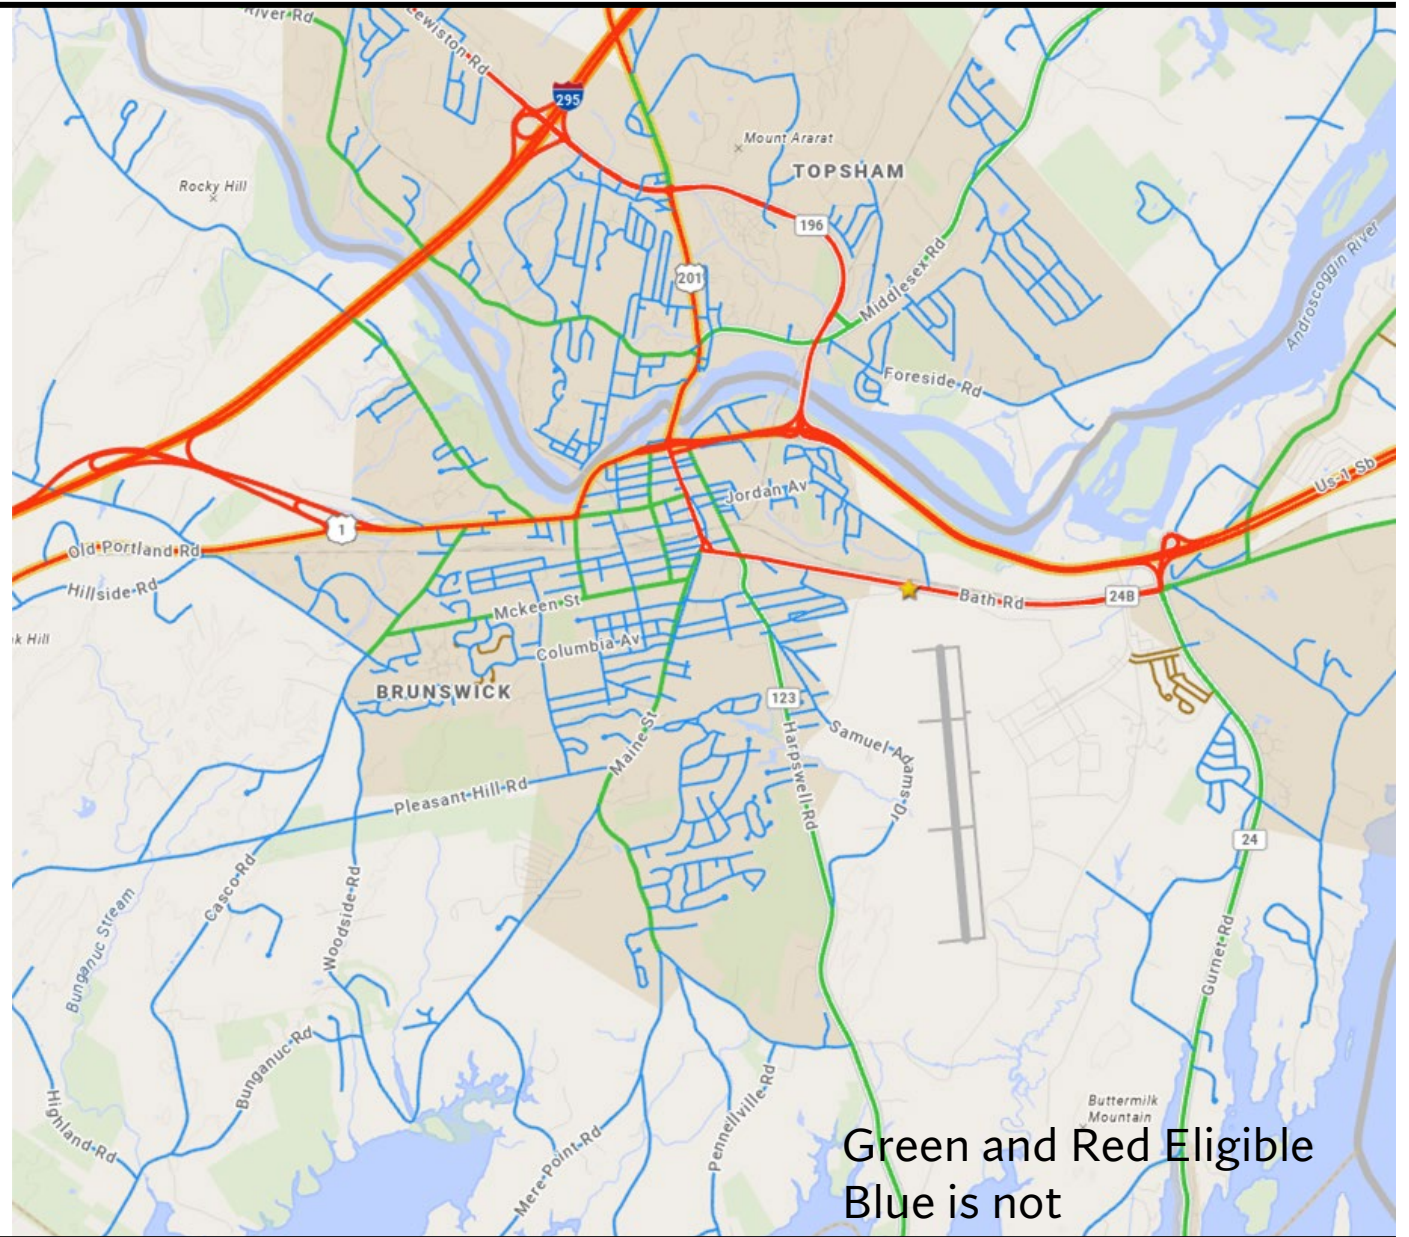 River Rd
Lewiston Rd
295
Mount Ararat
TOPSHAM
Rocky Hill
196
201
Middlesex Rd
Androscoggin River
Foreside Rd
Jordan Av
Us-1 Sb
1
Old Portland Rd
Hillside Rd
Bath Rd
24B
Mckeen St
k Hill
Columbia Av
BRUNSWICK
123
Maine St
Samuel Adams Dr
Harpswell Rd
Pleasant Hill Rd
24
Casco Rd
Woodside Rd
Bunganuc Stream
Gurnet Rd
Bunganuc Rd
Highland Rd
Mere Point Rd
Pennellville Rd
Buttermilk
Mountain
Green and Red Eligible
Blue is not